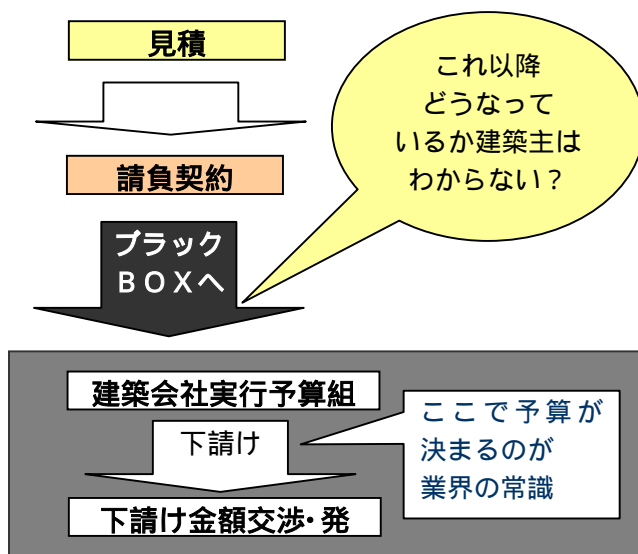 見積
これ以降
どうなって
いるか建築主は
わからない？
請負契約
ブラック
ＢＯＸへ
建築会社実行予算組
下請け
ここで予算が
決まるのが
業界の常識
下請け金額交渉・発